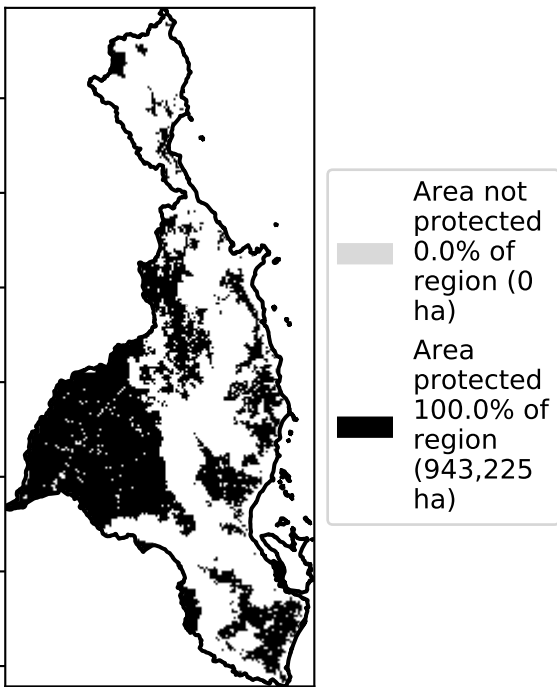 Area not
protected
0.0% of
region (0
ha)
Area
protected
100.0% of
region
(943,225
ha)